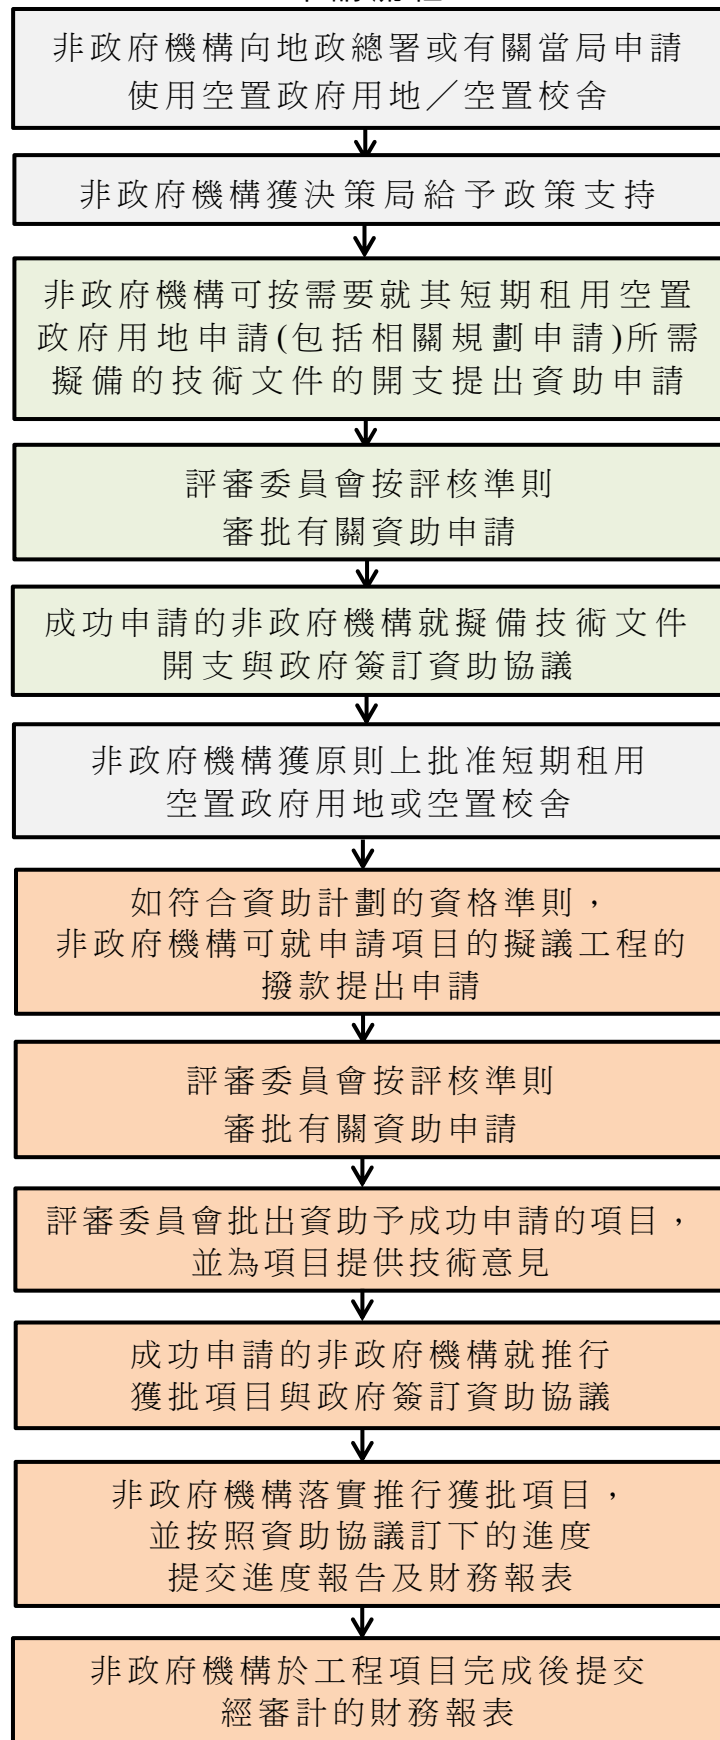 非政府機構向地政總署或有關當局申請
使用空置政府用地／空置校舍
非政府機構獲決策局給予政策支持
非政府機構可按需要就其短期租用空置
政府用地申請(包括相關規劃申請)所需
擬備的技術文件的開支提出資助申請
評審委員會按評核準則
審批有關資助申請
成功申請的非政府機構就擬備技術文件
開支與政府簽訂資助協議
非政府機構獲原則上批准短期租用
空置政府用地或空置校舍
如符合資助計劃的資格準則，
非政府機構可就申請項目的擬議工程的
撥款提出申請
評審委員會按評核準則
審批有關資助申請
評審委員會批出資助予成功申請的項目，
並為項目提供技術意見
成功申請的非政府機構就推行
獲批項目與政府簽訂資助協議
非政府機構落實推行獲批項目，
並按照資助協議訂下的進度
提交進度報告及財務報表
非政府機構於工程項目完成後提交
經審計的財務報表